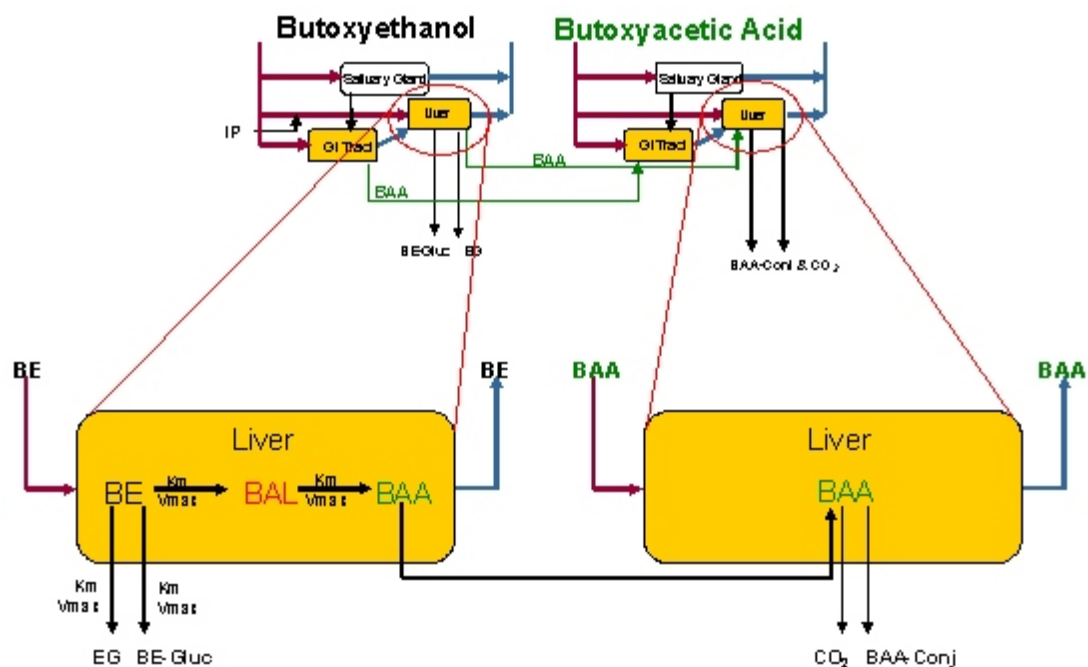 Butoxyethanol Butoxyacetic Acid
Salivary Gland Salivary Gland
Liver Liver
IP
GI Tract GI Tract
BAA
BAA
BE-Gluc EG
BAA-Conj & CO₂
BE BE BAA BAA
Liver Liver
Km Km
BE BAL BAA BAA
Vmax Vmax
Km Km
Vmax Vmax
EG BE-Gluc CO₂ BAA-Conj